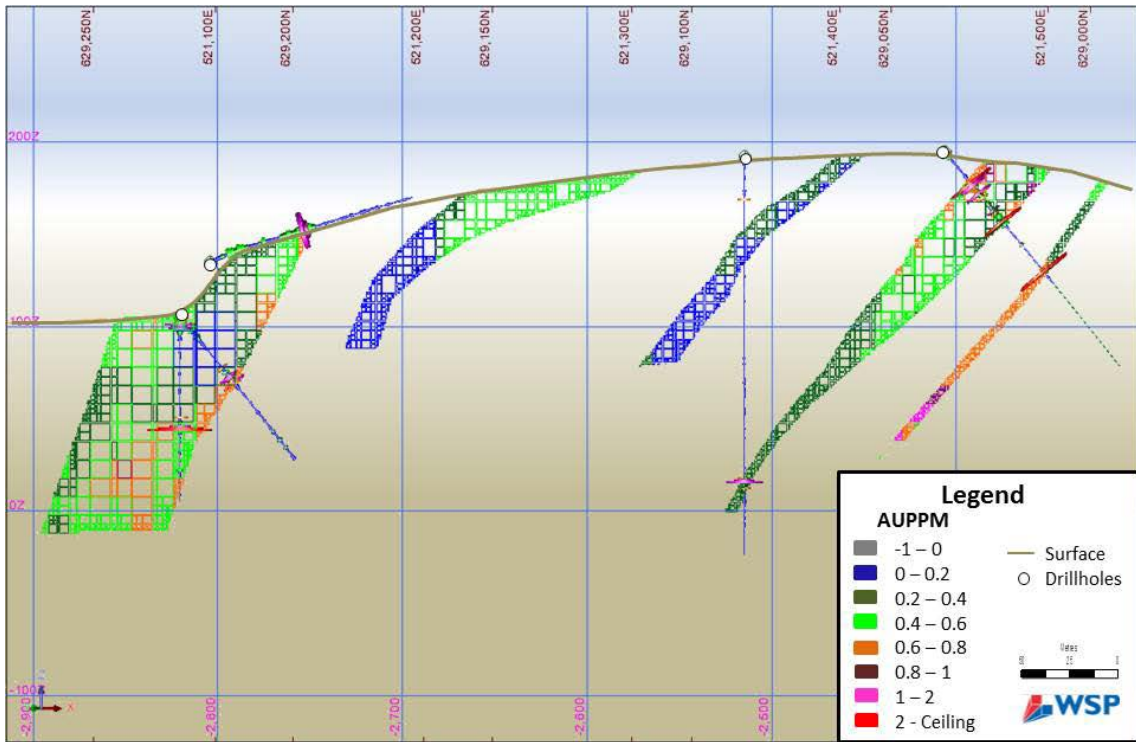 629,250N
521,100E
629,200N
521,200E
629,150N
521,300E
629,100N
521,400E
629,050N
521,500E
629,000N
200Z
100Z
0Z
-100Z
-2,900
-2,800
-2,700
-2,600
-2,500
X
Legend
AUPPM
-1 – 0
0 – 0.2
0.2 – 0.4
0.4 – 0.6
0.6 – 0.8
0.8 – 1
1 - 2
2 - Ceiling
Surface
Drillholes
WSP